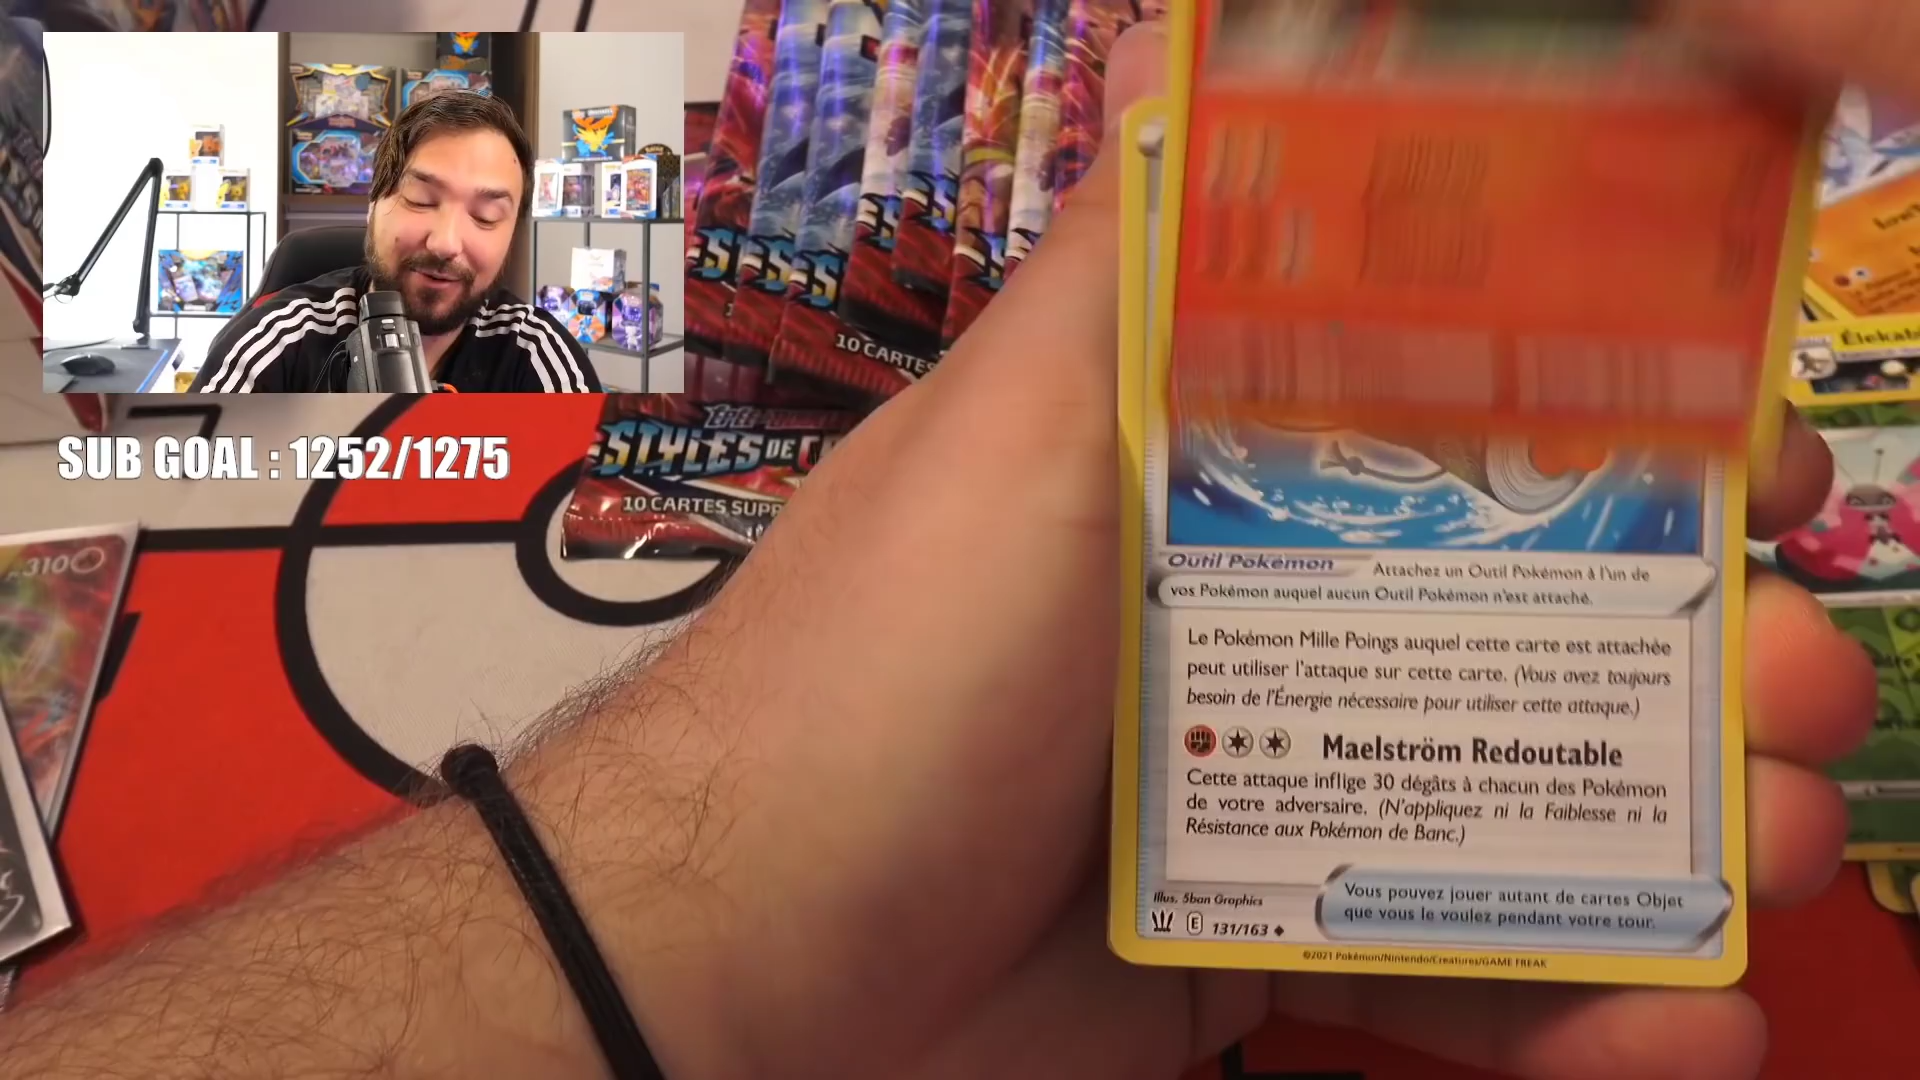 SUB GOAL : 1252/1275
310
10 CARTES
STYLES DE
10 CARTES SUPP
Outil Pokémon
Attachez un Outil Pokémon à l'un de
vos Pokémon auquel aucun Outil Pokémon n'est attaché.
Le Pokémon Mille Poings auquel cette carte est attachée
peut utiliser l'attaque sur cette carte. (Vous avez toujours
besoin de l'Énergie nécessaire pour utiliser cette attaque.)
Maelström Redoutable
Cette attaque inflige 30 dégâts à chacun des Pokémon
de votre adversaire. (N'appliquez ni la Faiblesse ni la
Résistance aux Pokémon de Banc.)
Vous pouvez jouer autant de cartes Objet
que vous le voulez pendant votre tour.
Illus. 5ban Graphics
E 131/163
©2021 Pokémon/Nintendo/Creatures/GAME FREAK
Élekab